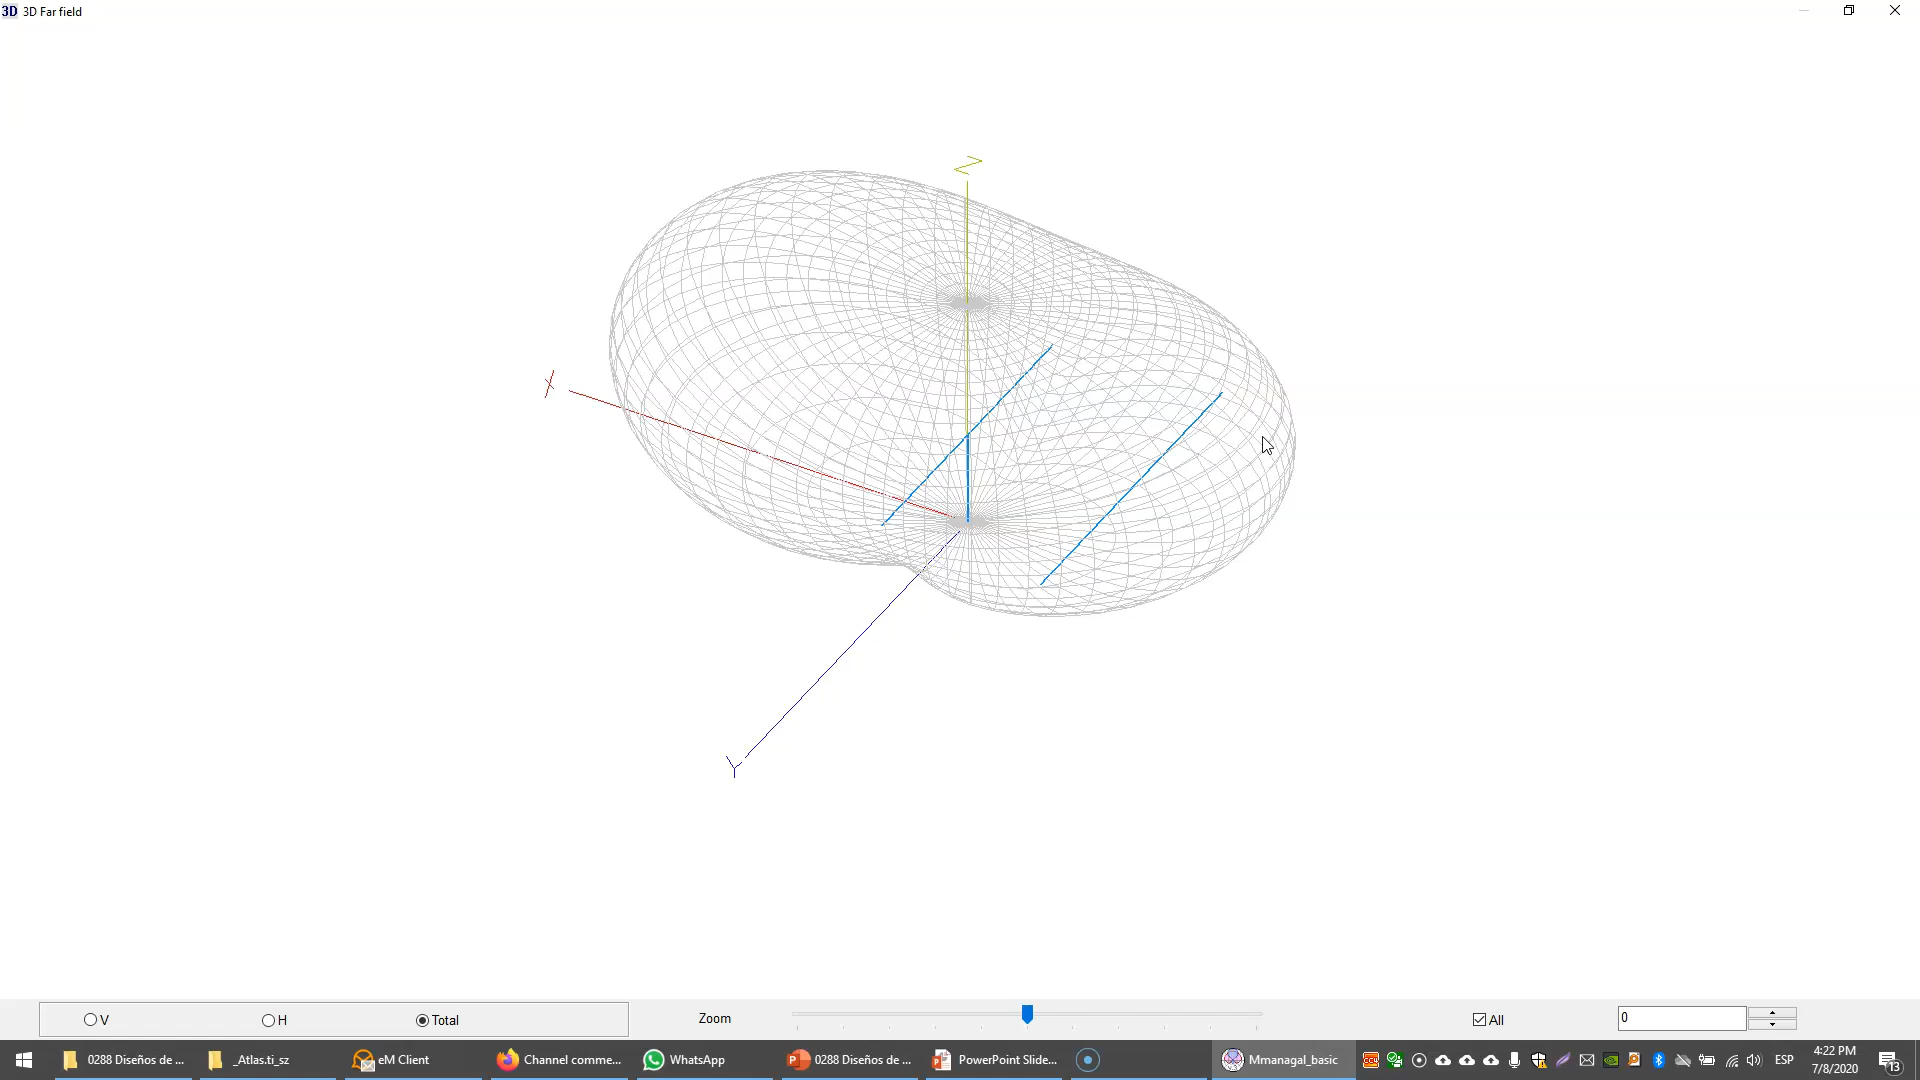 3D 3D Far field
Z
X
Y
V
H
Total
Zoom
All
0
0288 Diseños de ...
_Atlas.ti_sz
eM Client
Channel comme...
WhatsApp
0288 Diseños de ...
PowerPoint Slide...
Mmanagal_basic
ESP
4:22 PM
7/8/2020
13